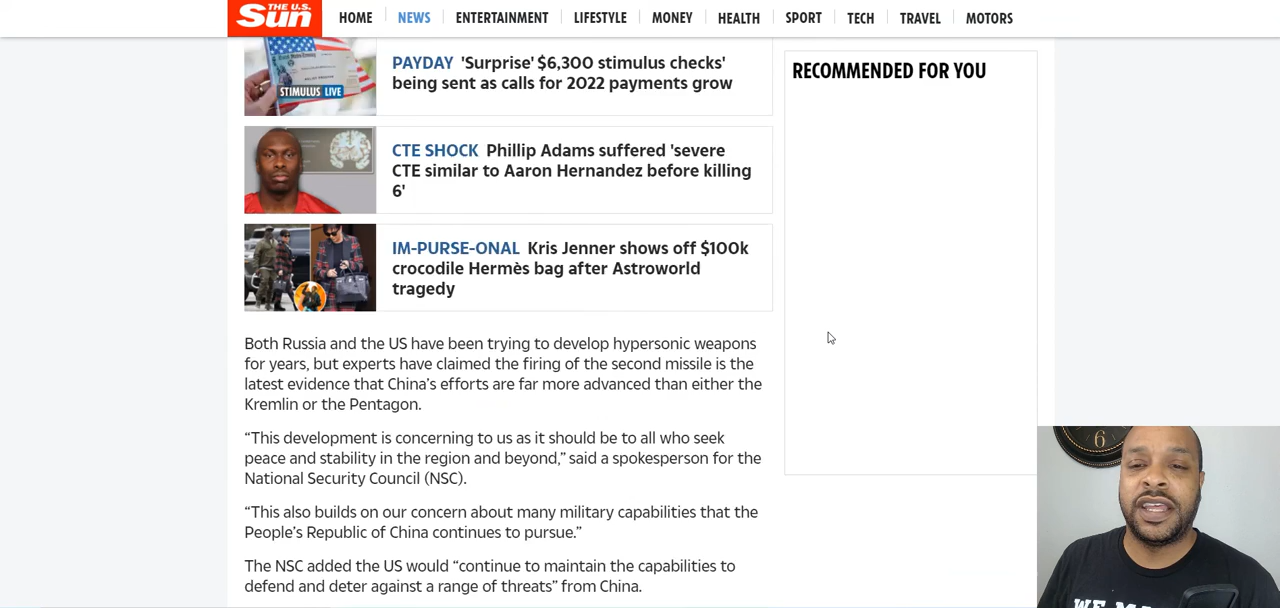 THE U.S.
Sun
HOME NEWS ENTERTAINMENT LIFESTYLE MONEY HEALTH SPORT TECH TRAVEL MOTORS
STIMULUS LIVE
PAYDAY 'Surprise' $6,300 stimulus checks'
being sent as calls for 2022 payments grow
CTE SHOCK Phillip Adams suffered 'severe
CTE similar to Aaron Hernandez before killing
6'
IM-PURSE-ONAL Kris Jenner shows off $100k
crocodile Hermès bag after Astroworld
tragedy
RECOMMENDED FOR YOU
Both Russia and the US have been trying to develop hypersonic weapons
for years, but experts have claimed the firing of the second missile is the
latest evidence that China's efforts are far more advanced than either the
Kremlin or the Pentagon.
“This development is concerning to us as it should be to all who seek
peace and stability in the region and beyond,” said a spokesperson for the
National Security Council (NSC).
“This also builds on our concern about many military capabilities that the
People's Republic of China continues to pursue.”
The NSC added the US would “continue to maintain the capabilities to
defend and deter against a range of threats” from China.
6
WE M